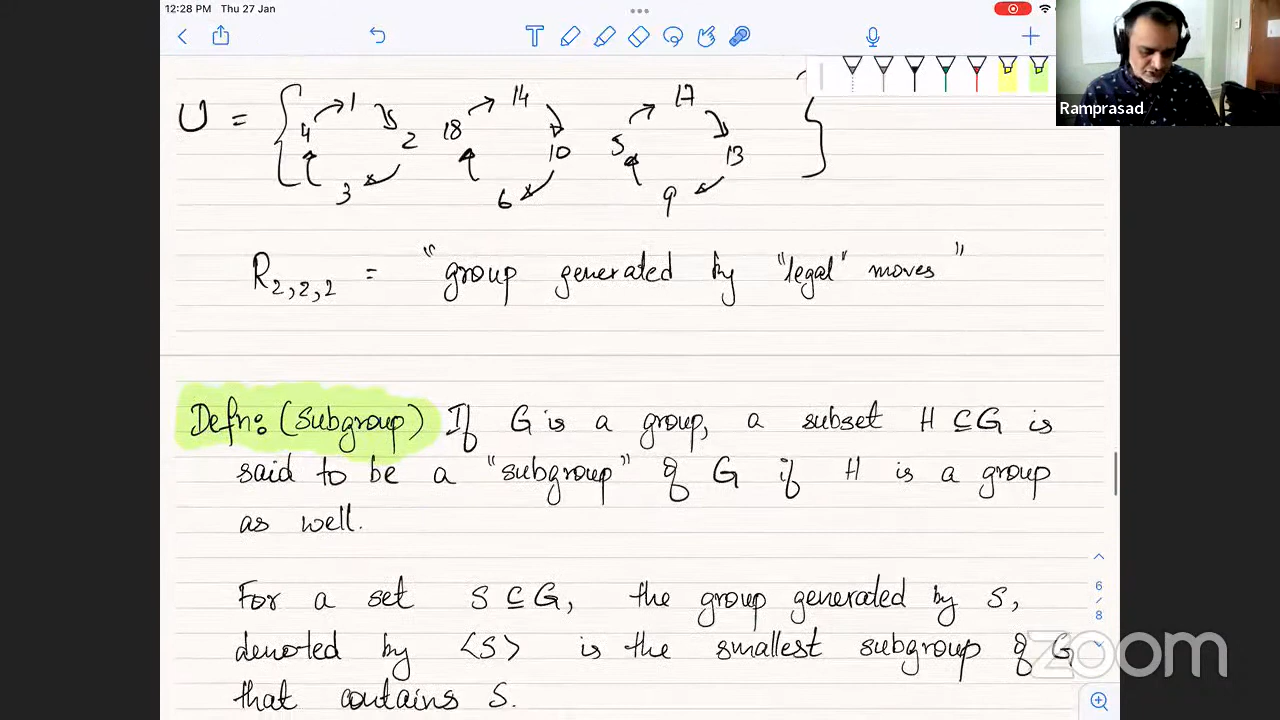 12:28 PM Thu 27 Jan
Ramprasad
U = { 4 1 2 3 18 14 10 6 5 17 13 9 }
R2,2,2 = "group generated by "legal" moves"
Defn: (Subgroup) If G is a group, a subset H ⊆ G is
said to be a "subgroup" of G if H is a group
as well.
For a set S ⊆ G, the group generated by S,
denoted by <S> is the smallest subgroup of G
that contains S.
6 / 8
zoom